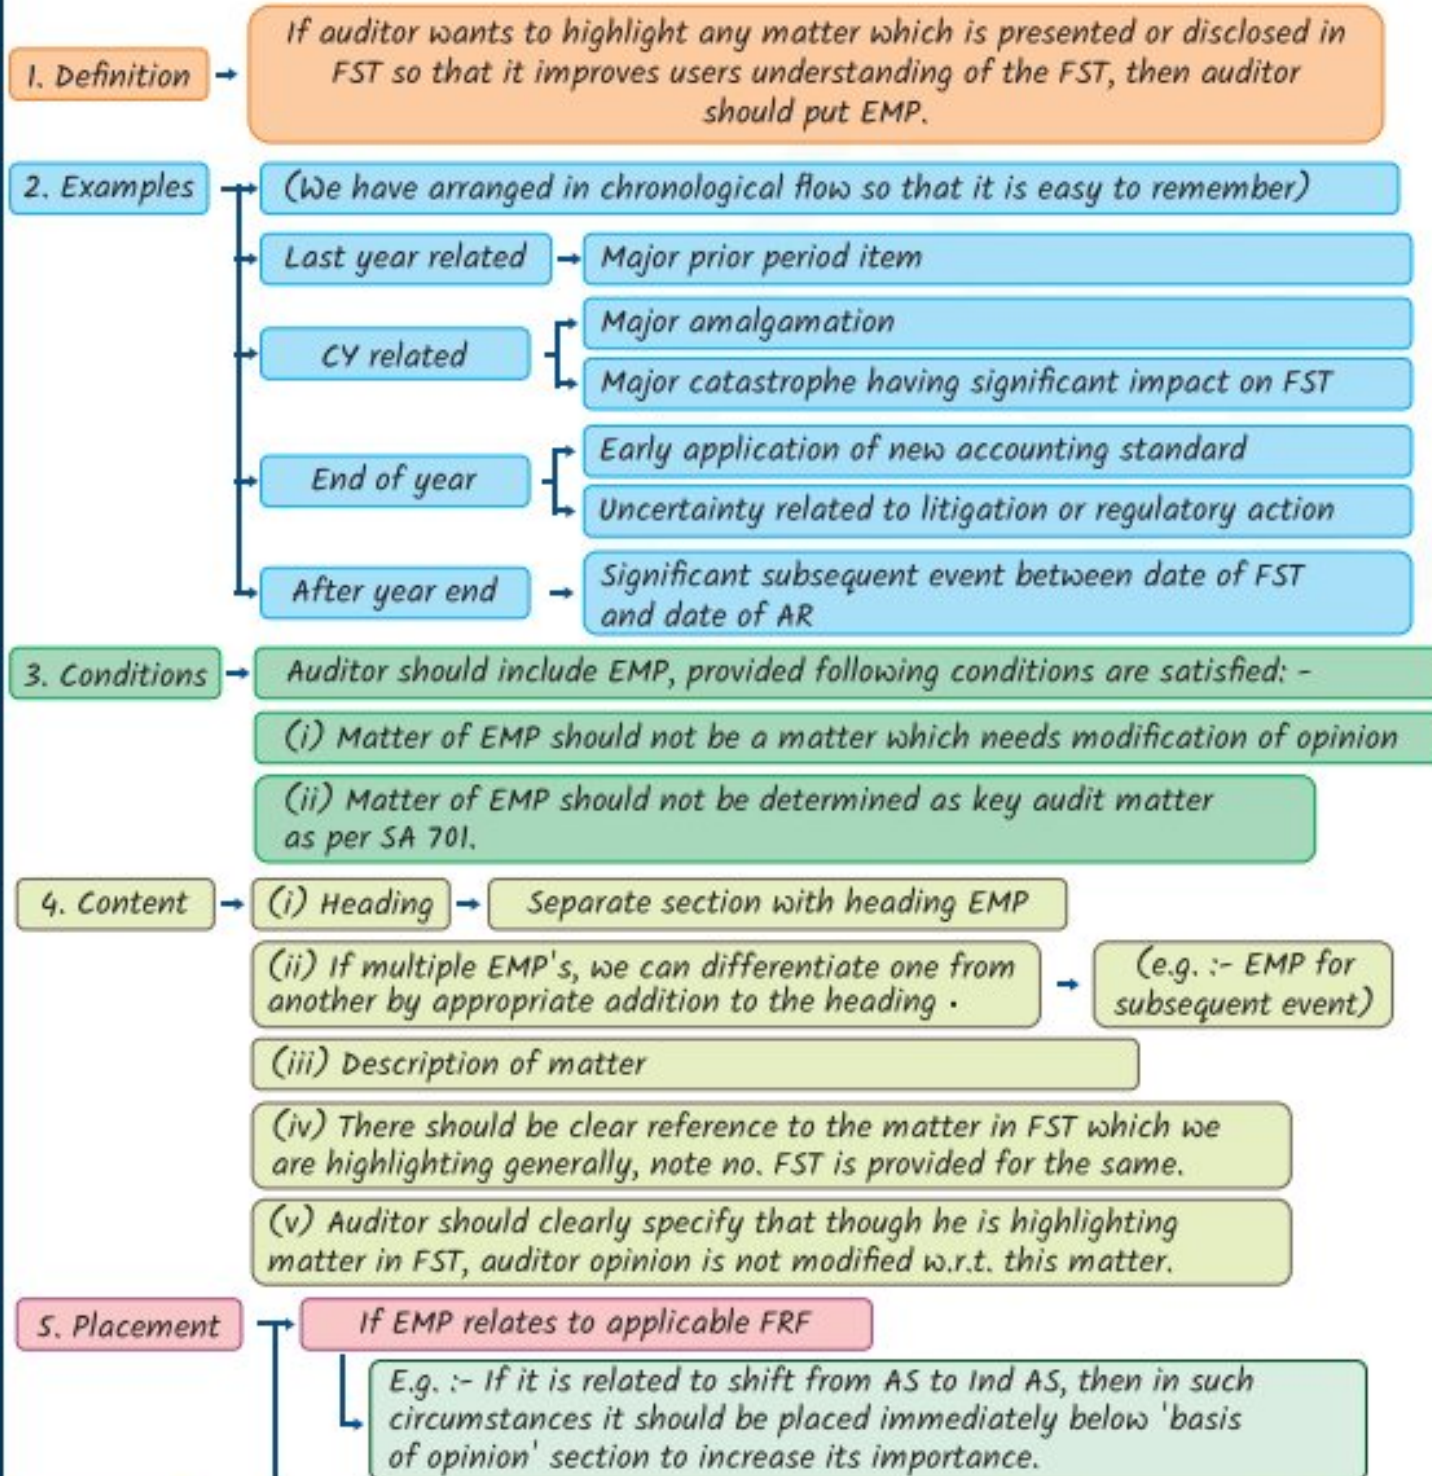 If auditor wants to highlight any matter which is presented or disclosed in
1. Definition
FST so that it improves users understanding of the FST, then auditor
should put EMP.
2. Examples
(We have arranged in chronological flow so that it is easy to remember)
Last year related
Major prior period item
CY related
Major amalgamation
Major catastrophe having significant impact on FST
End of year
Early application of new accounting standard
Uncertainty related to litigation or regulatory action
After year end
Significant subsequent event between date of FST
and date of AR
3. Conditions
Auditor should include EMP, provided following conditions are satisfied: -
(i) Matter of EMP should not be a matter which needs modification of opinion
(ii) Matter of EMP should not be determined as key audit matter
as per SA 701.
4. Content
(i) Heading
Separate section with heading EMP
(ii) If multiple EMP's, we can differentiate one from
another by appropriate addition to the heading .
(e.g. :- EMP for
subsequent event)
(iii) Description of matter
(iv) There should be clear reference to the matter in FST which we
are highlighting generally, note no. FST is provided for the same.
(v) Auditor should clearly specify that though he is highlighting
matter in FST, auditor opinion is not modified w.r.t. this matter.
5. Placement
If EMP relates to applicable FRF
E.g. :- If it is related to shift from AS to Ind AS, then in such
circumstances it should be placed immediately below 'basis
of opinion' section to increase its importance.